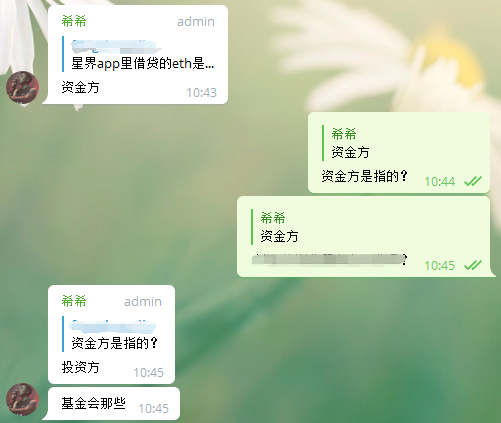 希希 admin
星界app里借贷的eth是...
资金方
10:43
希希
资金方
资金方是指的?
10:44
希希
资金方
?
10:45
希希 admin
资金方是指的?
投资方
10:45
基金会那些
10:45